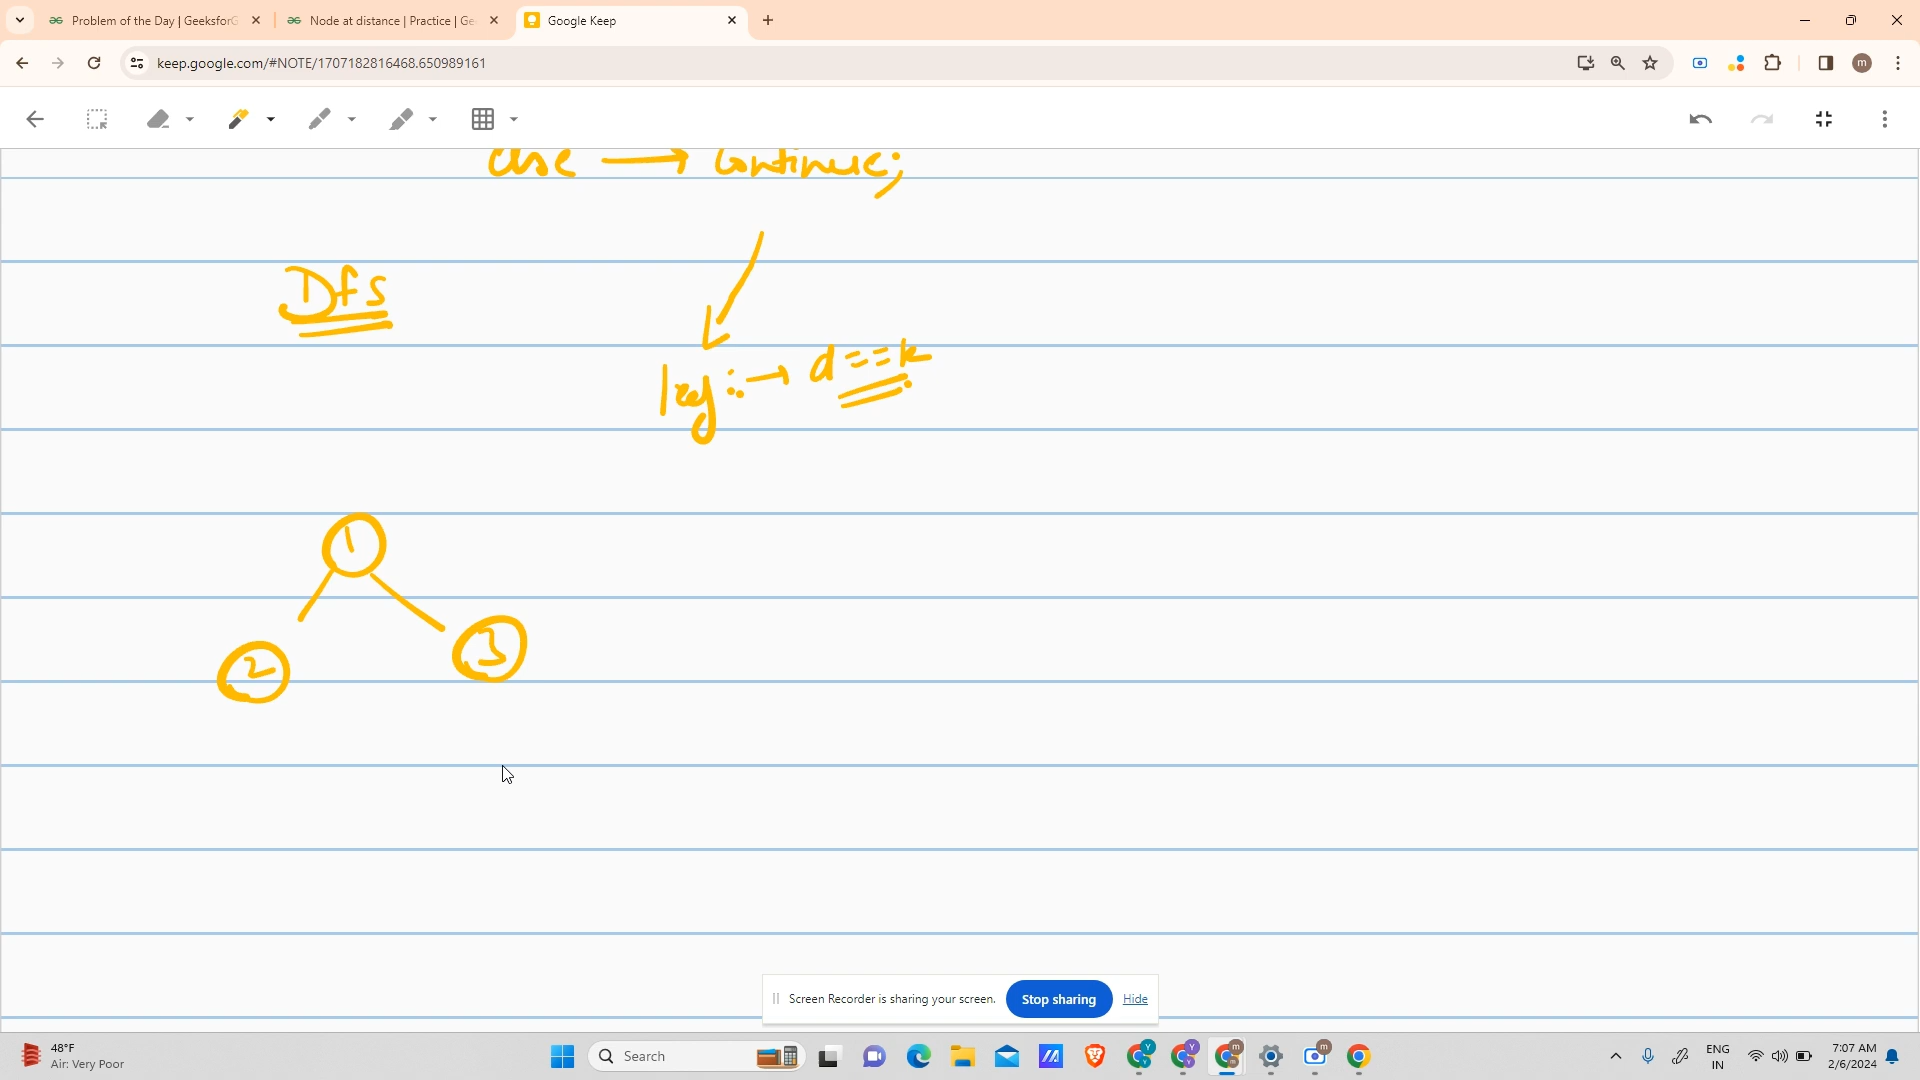 Problem of the Day | GeeksforG
Node at distance | Practice | Ge
Google Keep
keep.google.com/#NOTE/1707182816468.650989161
m
else → continue;
Dfs
key :→ d==k
1
2
3
Screen Recorder is sharing your screen.
Stop sharing
Hide
48°F
Air: Very Poor
Search
ENG
IN
7:07 AM
2/6/2024